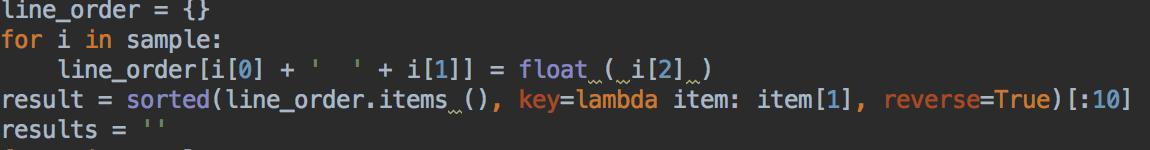 line_order = {}
for i in sample:
    line_order[i[0] + '  ' + i[1]] = float ( i[2] )
result = sorted(line_order.items (), key=lambda item: item[1], reverse=True)[:10]
results = ''